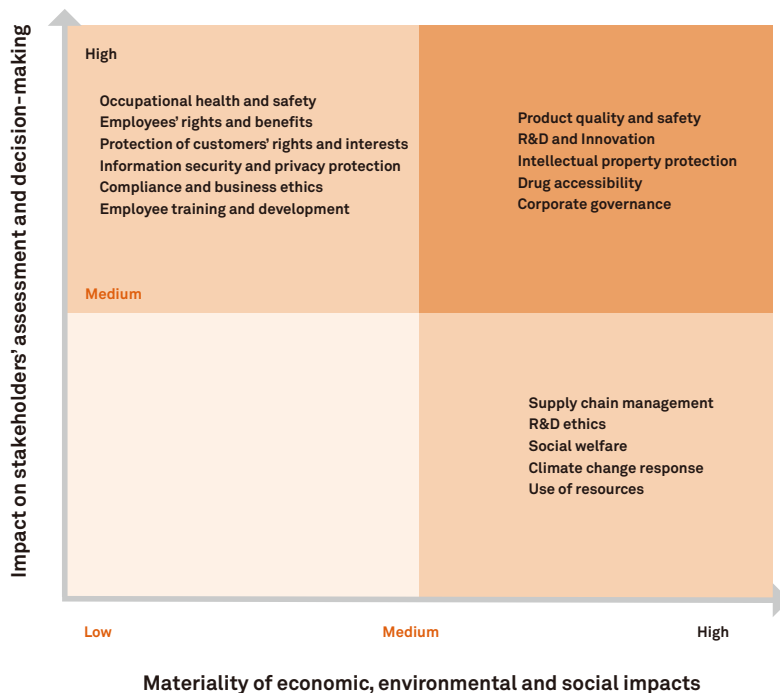 Impact on stakeholders' assessment and decision-making
High
Occupational health and safety
Employees' rights and benefits
Protection of customers' rights and interests
Information security and privacy protection
Compliance and business ethics
Employee training and development
Product quality and safety
R&D and Innovation
Intellectual property protection
Drug accessibility
Corporate governance
Medium
Supply chain management
R&D ethics
Social welfare
Climate change response
Use of resources
Low
Medium
High
Materiality of economic, environmental and social impacts